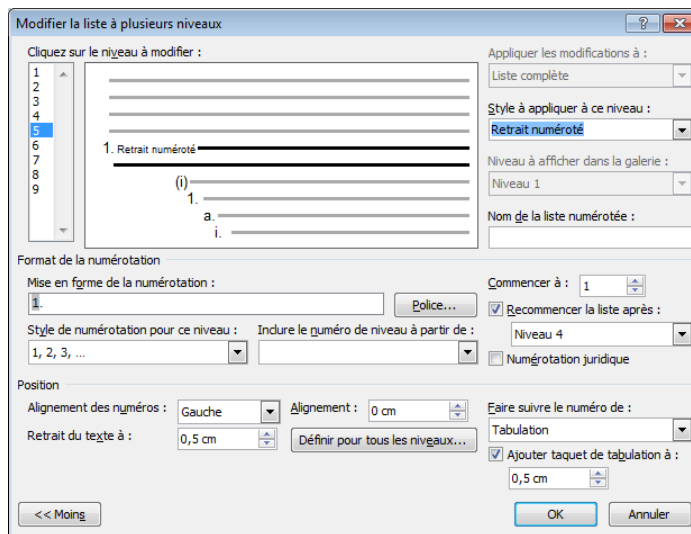 Modifier la liste à plusieurs niveaux
Cliquez sur le niveau à modifier :
1
2
3
4
5
6
7
8
9
1. Retrait numéroté
(i)
1.
a.
i.
Appliquer les modifications à :
Liste complète
Style à appliquer à ce niveau :
Retrait numéroté
Niveau à afficher dans la galerie :
Niveau 1
Nom de la liste numérotée :
Format de la numérotation
Mise en forme de la numérotation :
1.
Police...
Style de numérotation pour ce niveau :
1, 2, 3, ...
Inclure le numéro de niveau à partir de :
Commencer à : 1
Recommencer la liste après :
Niveau 4
Numérotation juridique
Position
Alignement des numéros : Gauche
Alignement : 0 cm
Retrait du texte à : 0,5 cm
Définir pour tous les niveaux...
Faire suivre le numéro de :
Tabulation
Ajouter taquet de tabulation à :
0,5 cm
<< Moins
OK
Annuler